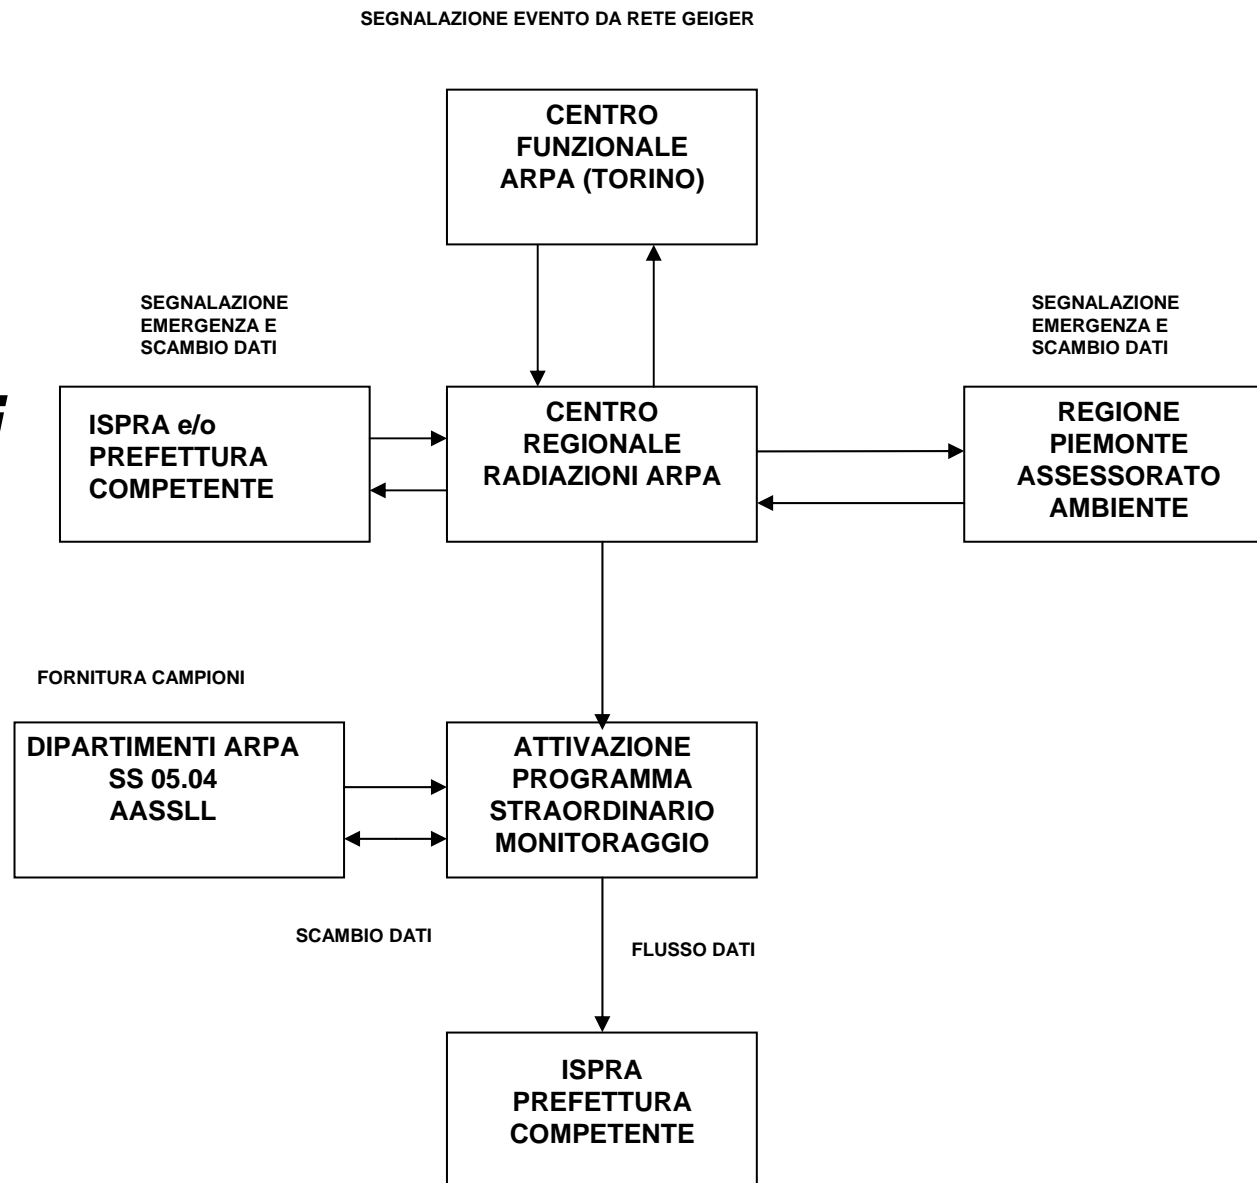 SEGNALAZIONE EVENTO DA RETE GEIGER
CENTRO
FUNZIONALE
ARPA (TORINO)
SEGNALAZIONE
EMERGENZA E
SCAMBIO DATI
SEGNALAZIONE
EMERGENZA E
SCAMBIO DATI
ISPRA e/o
PREFETTURA
COMPETENTE
CENTRO
REGIONALE
RADIAZIONI ARPA
REGIONE
PIEMONTE
ASSESSORATO
AMBIENTE
FORNITURA CAMPIONI
DIPARTIMENTI ARPA
SS 05.04
AASSLL
ATTIVAZIONE
PROGRAMMA
STRAORDINARIO
MONITORAGGIO
SCAMBIO DATI
FLUSSO DATI
ISPRA
PREFETTURA
COMPETENTE